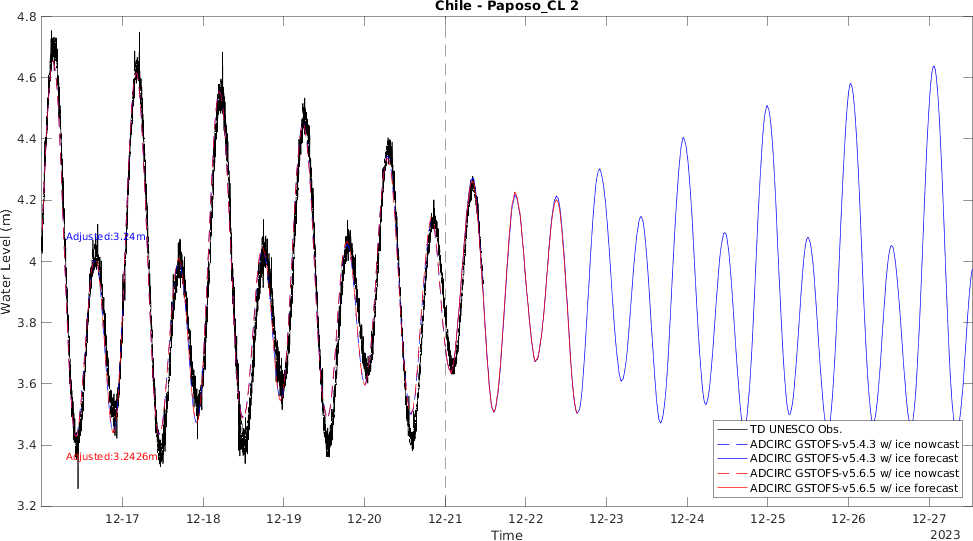 Chile - Paposo_CL 2
4.8
4.6
4.4
4.2
4
3.8
3.6
3.4
3.2
Water Level (m)
Adjusted:3.24m
Adjusted:3.2426m
TD UNESCO Obs.
ADCIRC GSTOFS-v5.4.3 w/ ice nowcast
ADCIRC GSTOFS-v5.4.3 w/ ice forecast
ADCIRC GSTOFS-v5.6.5 w/ ice nowcast
ADCIRC GSTOFS-v5.6.5 w/ ice forecast
12-17 12-18 12-19 12-20 12-21 12-22 12-23 12-24 12-25 12-26 12-27
Time
2023